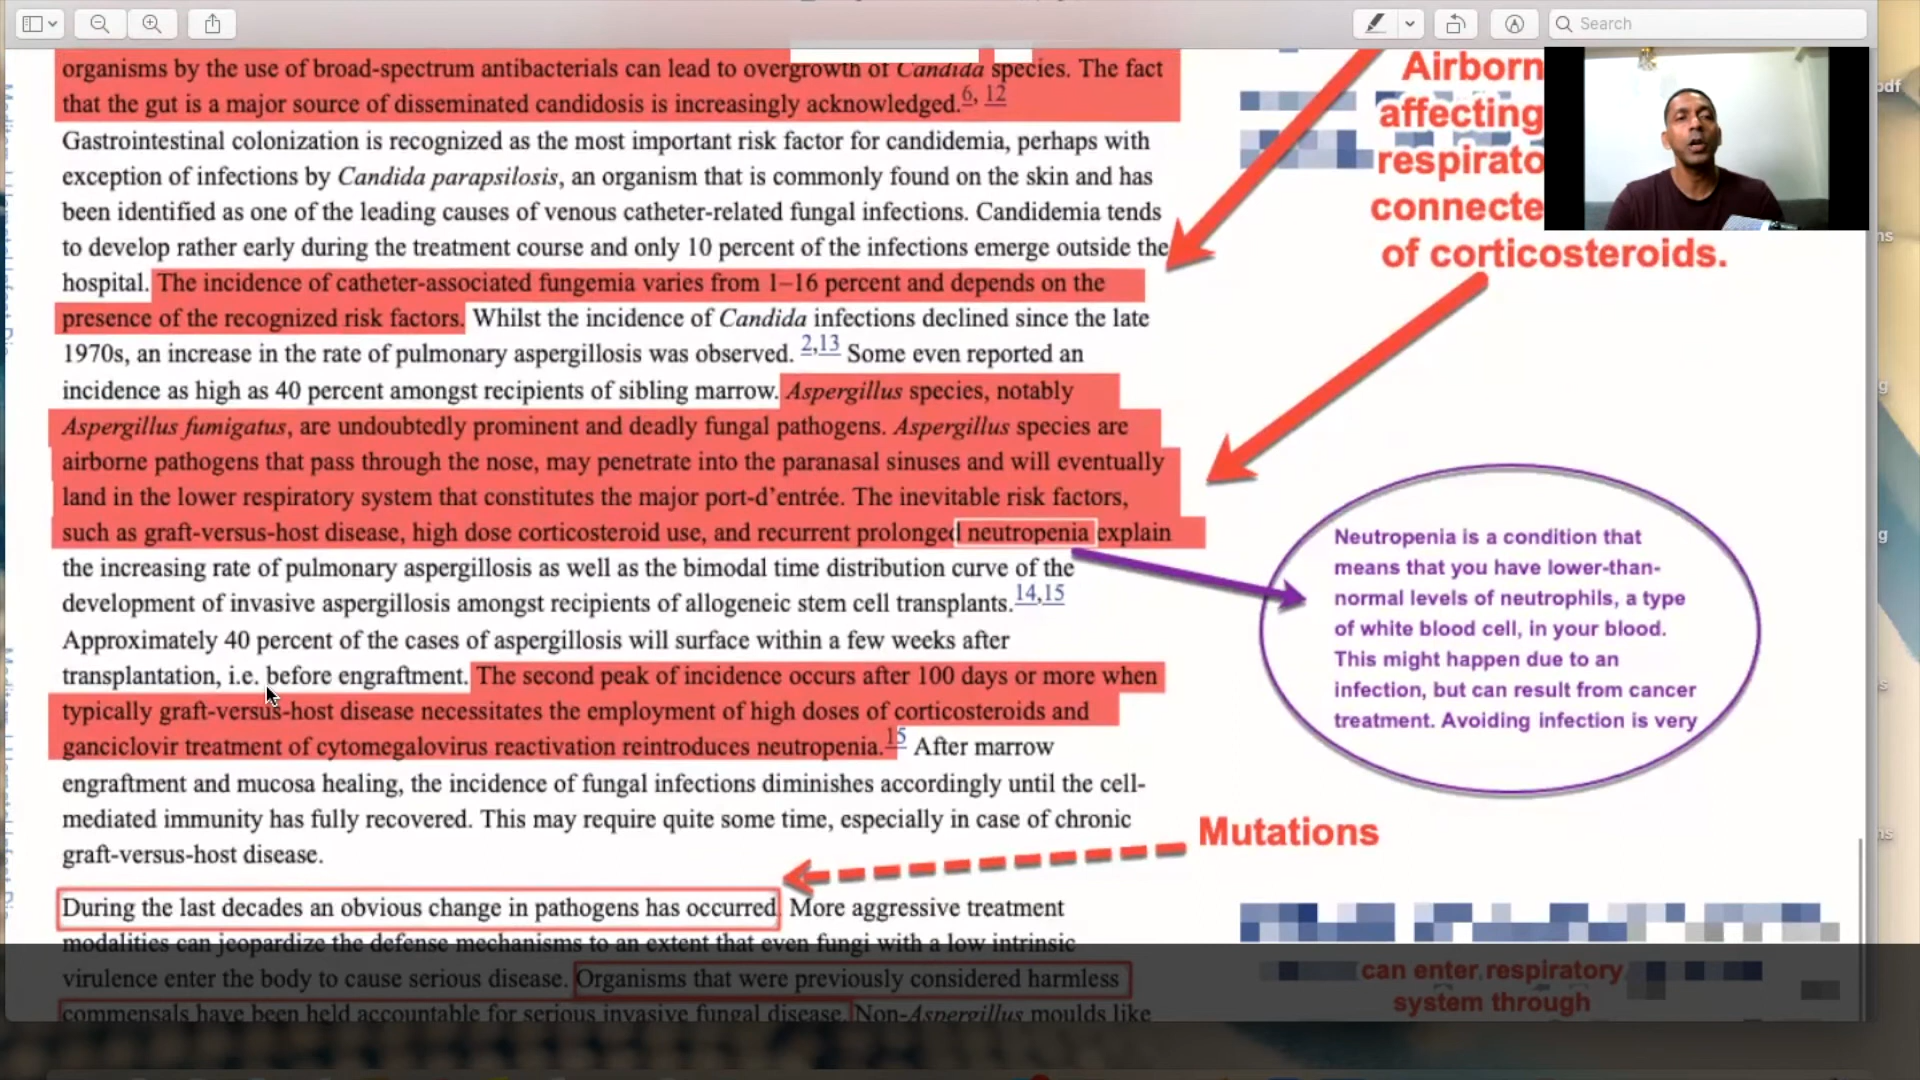 Search
organisms by the use of broad-spectrum antibacterials can lead to overgrowth of Candida species. The fact
that the gut is a major source of disseminated candidosis is increasingly acknowledged.6, 12
Gastrointestinal colonization is recognized as the most important risk factor for candidemia, perhaps with
exception of infections by Candida parapsilosis, an organism that is commonly found on the skin and has
been identified as one of the leading causes of venous catheter-related fungal infections. Candidemia tends
to develop rather early during the treatment course and only 10 percent of the infections emerge outside the
hospital. The incidence of catheter-associated fungemia varies from 1–16 percent and depends on the
presence of the recognized risk factors. Whilst the incidence of Candida infections declined since the late
1970s, an increase in the rate of pulmonary aspergillosis was observed. 2,13 Some even reported an
incidence as high as 40 percent amongst recipients of sibling marrow. Aspergillus species, notably
Aspergillus fumigatus, are undoubtedly prominent and deadly fungal pathogens. Aspergillus species are
airborne pathogens that pass through the nose, may penetrate into the paranasal sinuses and will eventually
land in the lower respiratory system that constitutes the major port-d’entrée. The inevitable risk factors,
such as graft-versus-host disease, high dose corticosteroid use, and recurrent prolonged neutropenia explain
the increasing rate of pulmonary aspergillosis as well as the bimodal time distribution curve of the
development of invasive aspergillosis amongst recipients of allogeneic stem cell transplants.14,15
Approximately 40 percent of the cases of aspergillosis will surface within a few weeks after
transplantation, i.e. before engraftment. The second peak of incidence occurs after 100 days or more when
typically graft-versus-host disease necessitates the employment of high doses of corticosteroids and
ganciclovir treatment of cytomegalovirus reactivation reintroduces neutropenia.15 After marrow
engraftment and mucosa healing, the incidence of fungal infections diminishes accordingly until the cell-
mediated immunity has fully recovered. This may require quite some time, especially in case of chronic
graft-versus-host disease.
During the last decades an obvious change in pathogens has occurred. More aggressive treatment
modalities can jeopardize the defense mechanisms to an extent that even fungi with a low intrinsic
virulence enter the body to cause serious disease. Organisms that were previously considered harmless
commensals have been held accountable for serious invasive fungal disease. Non-Aspergillus moulds like
Airborn
affecting
respirato
connecte
of corticosteroids.
Neutropenia is a condition that
means that you have lower-than-
normal levels of neutrophils, a type
of white blood cell, in your blood.
This might happen due to an
infection, but can result from cancer
treatment. Avoiding infection is very
Mutations
can enter respiratory
system through
pdf